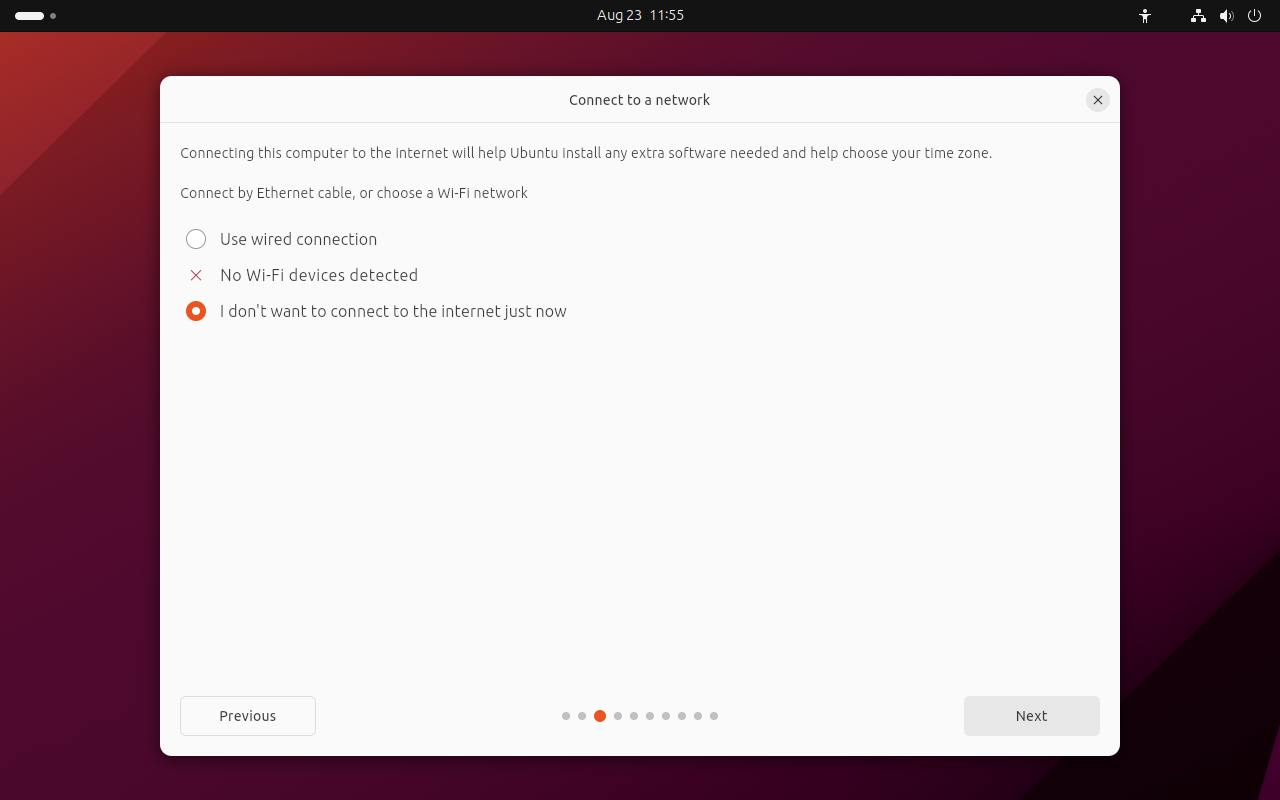 Aug 23 11:55
Connect to a network
Connecting this computer to the internet will help Ubuntu install any extra software needed and help choose your time zone.
Connect by Ethernet cable, or choose a Wi-Fi network
Use wired connection
No Wi-Fi devices detected
I don't want to connect to the internet just now
Previous
Next